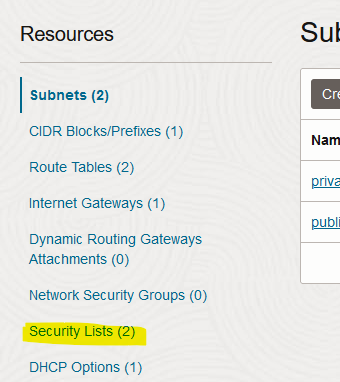 Resources
Sub
Subnets (2)
Cre
CIDR Blocks/Prefixes (1)
Nam
Route Tables (2)
priva
Internet Gateways (1)
publi
Dynamic Routing Gateways
Attachments (0)
Network Security Groups (0)
Security Lists (2)
DHCP Options (1)